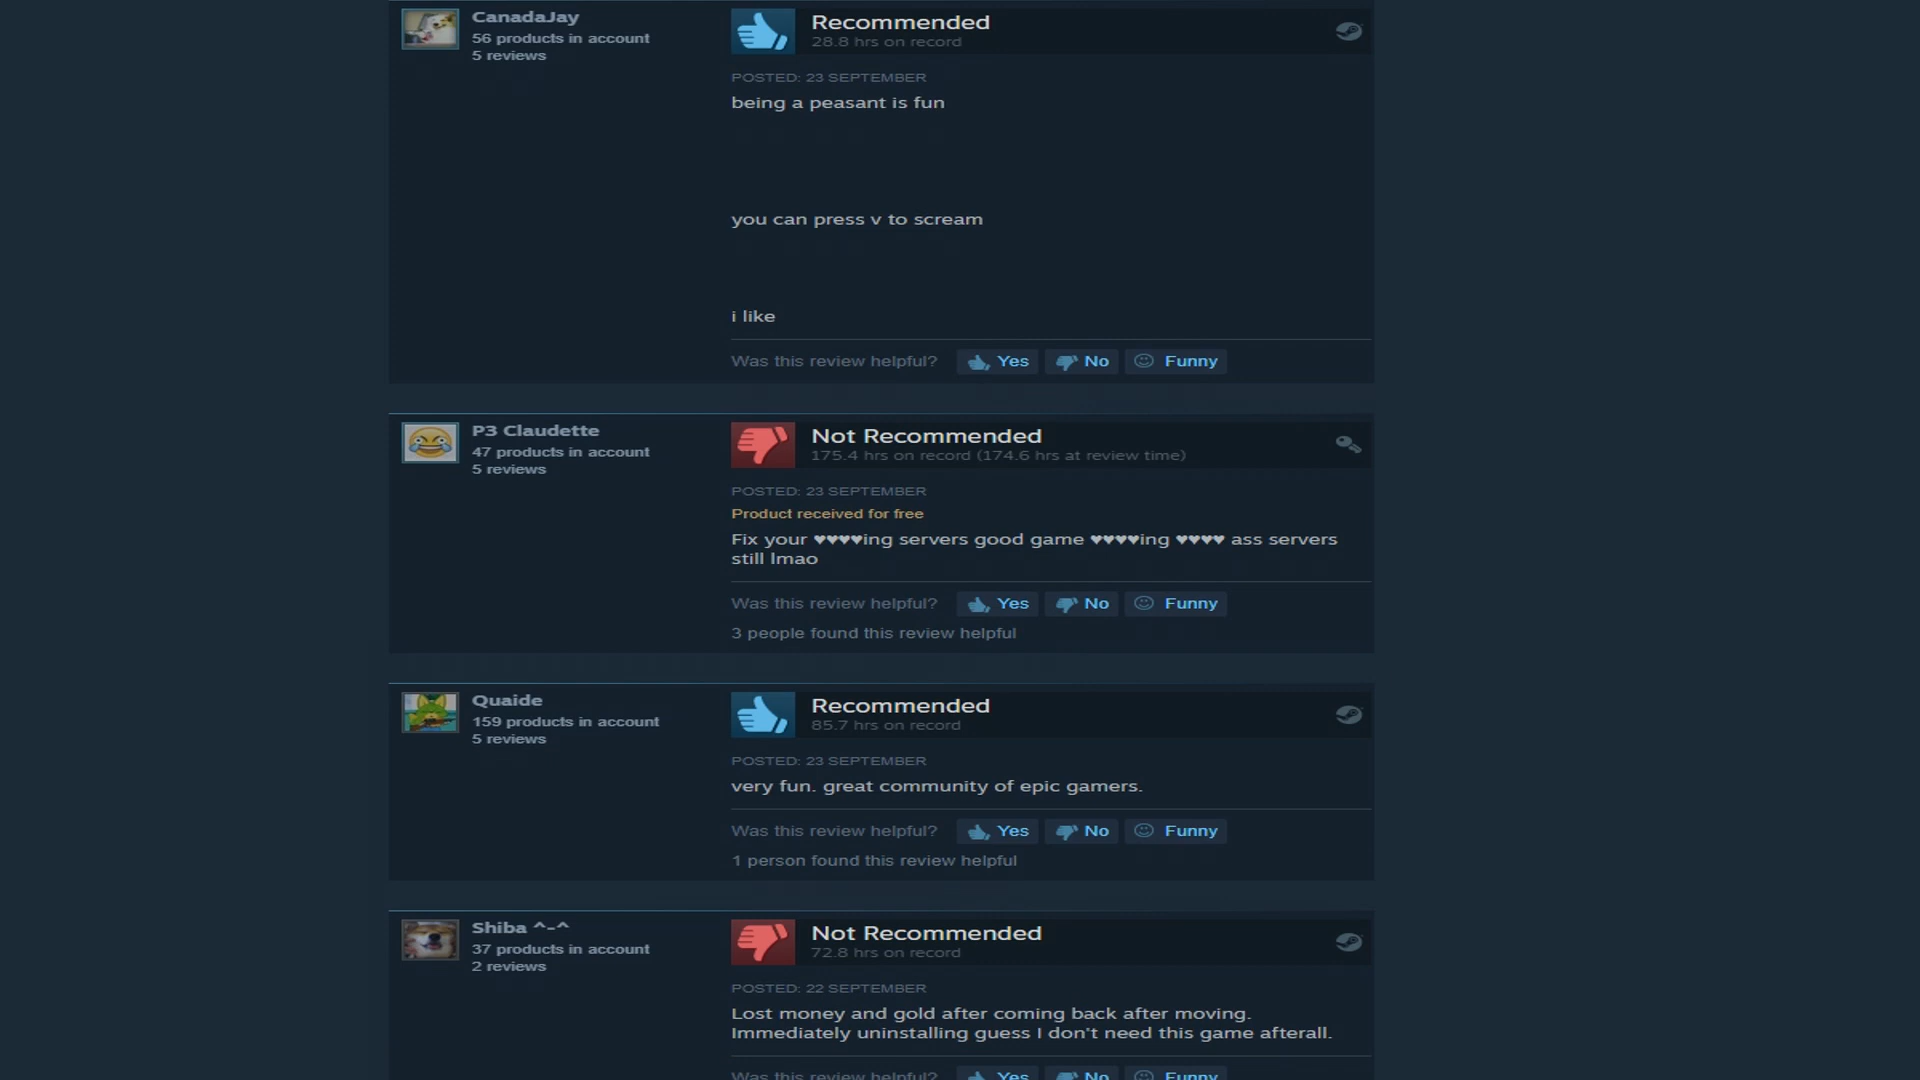 CanadaJay
56 products in account
5 reviews
Recommended
28.8 hrs on record
POSTED: 23 SEPTEMBER
being a peasant is fun
you can press v to scream
i like
Was this review helpful? Yes No Funny
P3 Claudette
47 products in account
5 reviews
Not Recommended
175.4 hrs on record (174.6 hrs at review time)
POSTED: 23 SEPTEMBER
Product received for free
Fix your ♥♥♥♥ing servers good game ♥♥♥♥ing ♥♥♥♥ ass servers
still lmao
Was this review helpful? Yes No Funny
3 people found this review helpful
Quaide
159 products in account
5 reviews
Recommended
85.7 hrs on record
POSTED: 23 SEPTEMBER
very fun. great community of epic gamers.
Was this review helpful? Yes No Funny
1 person found this review helpful
Shiba ^-^
37 products in account
2 reviews
Not Recommended
72.8 hrs on record
POSTED: 22 SEPTEMBER
Lost money and gold after coming back after moving.
Immediately uninstalling guess I don't need this game afterall.
Was this review helpful? Yes No Funny